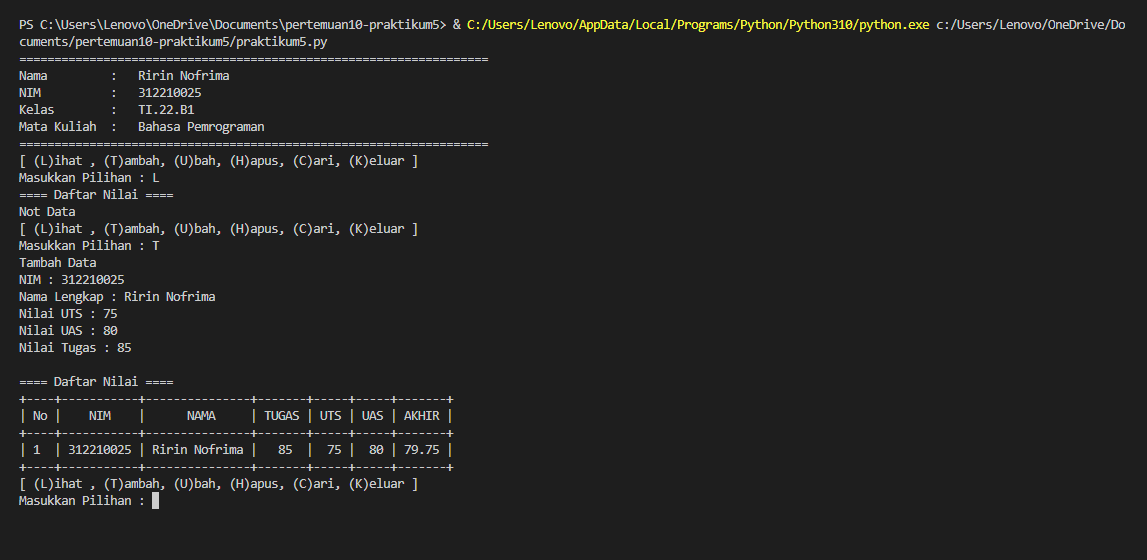 PS C:\Users\Lenovo\OneDrive\Documents\pertemuan10-praktikum5> & C:/Users/Lenovo/AppData/Local/Programs/Python/Python310/python.exe c:/Users/Lenovo/OneDrive/Do
cuments/pertemuan10-praktikum5/praktikum5.py
===================================================================
Nama         :   Ririn Nofrima
NIM          :   312210025
Kelas        :   TI.22.B1
Mata Kuliah  :   Bahasa Pemrograman
===================================================================
[ (L)ihat , (T)ambah, (U)bah, (H)apus, (C)ari, (K)eluar ]
Masukkan Pilihan : L
==== Daftar Nilai ====
Not Data
[ (L)ihat , (T)ambah, (U)bah, (H)apus, (C)ari, (K)eluar ]
Masukkan Pilihan : T
Tambah Data
NIM : 312210025
Nama Lengkap : Ririn Nofrima
Nilai UTS : 75
Nilai UAS : 80
Nilai Tugas : 85

==== Daftar Nilai ====
+----+-----------+---------------+-------+-----+-----+-------+
| No |    NIM    |      NAMA     | TUGAS | UTS | UAS | AKHIR |
+----+-----------+---------------+-------+-----+-----+-------+
| 1  | 312210025 | Ririn Nofrima |   85  |  75 |  80 | 79.75 |
+----+-----------+---------------+-------+-----+-----+-------+
[ (L)ihat , (T)ambah, (U)bah, (H)apus, (C)ari, (K)eluar ]
Masukkan Pilihan :